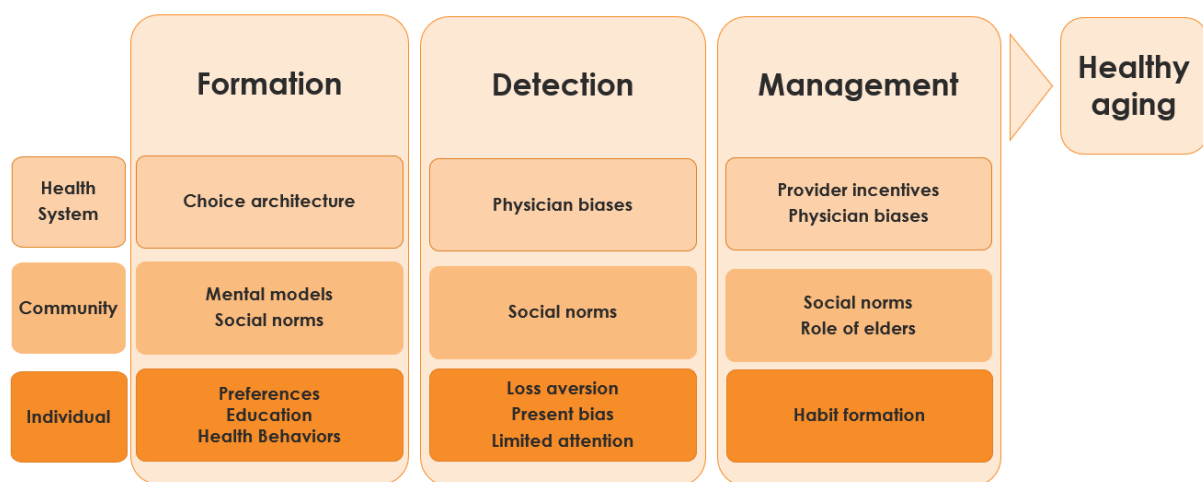 Formation
Detection
Management
Healthy
aging
Health
System
Choice architecture
Physician biases
Provider incentives
Physician biases
Community
Mental models
Social norms
Social norms
Social norms
Role of elders
Individual
Preferences
Education
Health Behaviors
Loss aversion
Present bias
Limited attention
Habit formation